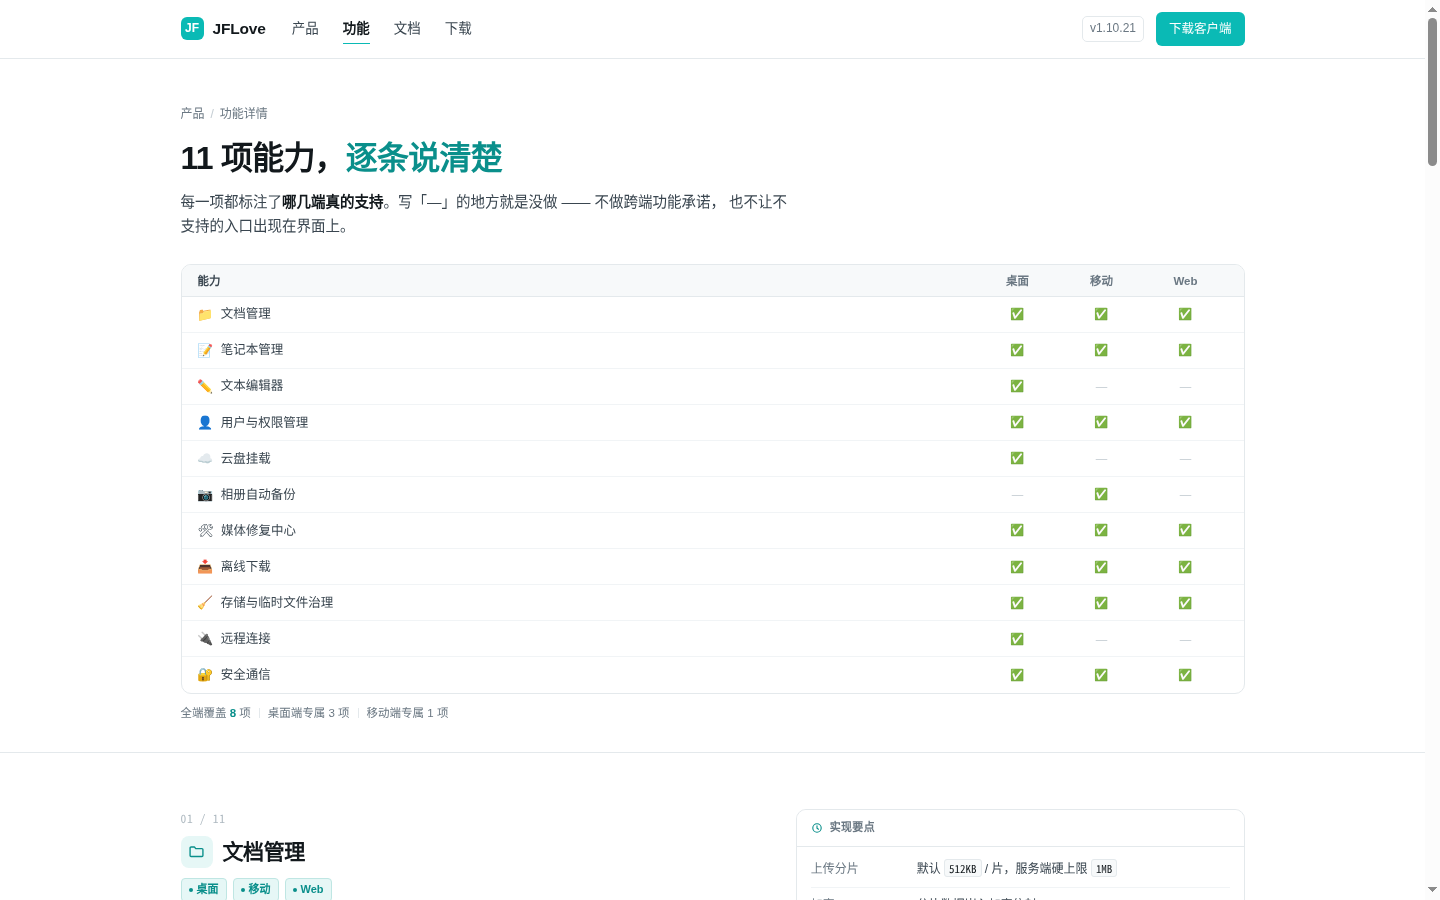 JF JFLove 产品 功能 文档 下载 v1.10.21 下载客户端
产品 / 功能详情
11 项能力，逐条说清楚
每一项都标注了哪几端真的支持。写「—」的地方就是没做 —— 不做跨端功能承诺， 也不让不
支持的入口出现在界面上。
能力 桌面 移动 Web
📁 文档管理 ✅ ✅ ✅
📝 笔记本管理 ✅ ✅ ✅
✏️ 文本编辑器 ✅ — —
👤 用户与权限管理 ✅ ✅ ✅
☁️ 云盘挂载 ✅ — —
📷 相册自动备份 — ✅ —
🛠 媒体修复中心 ✅ ✅ ✅
📥 离线下载 ✅ ✅ ✅
🧹 存储与临时文件治理 ✅ ✅ ✅
🔌 远程连接 ✅ — —
🔐 安全通信 ✅ ✅ ✅
全端覆盖 8 项 桌面端专属 3 项 移动端专属 1 项
01 / 11
文档管理
桌面 移动 Web
实现要点
上传分片 默认 512KB / 片，服务端硬上限 1MB